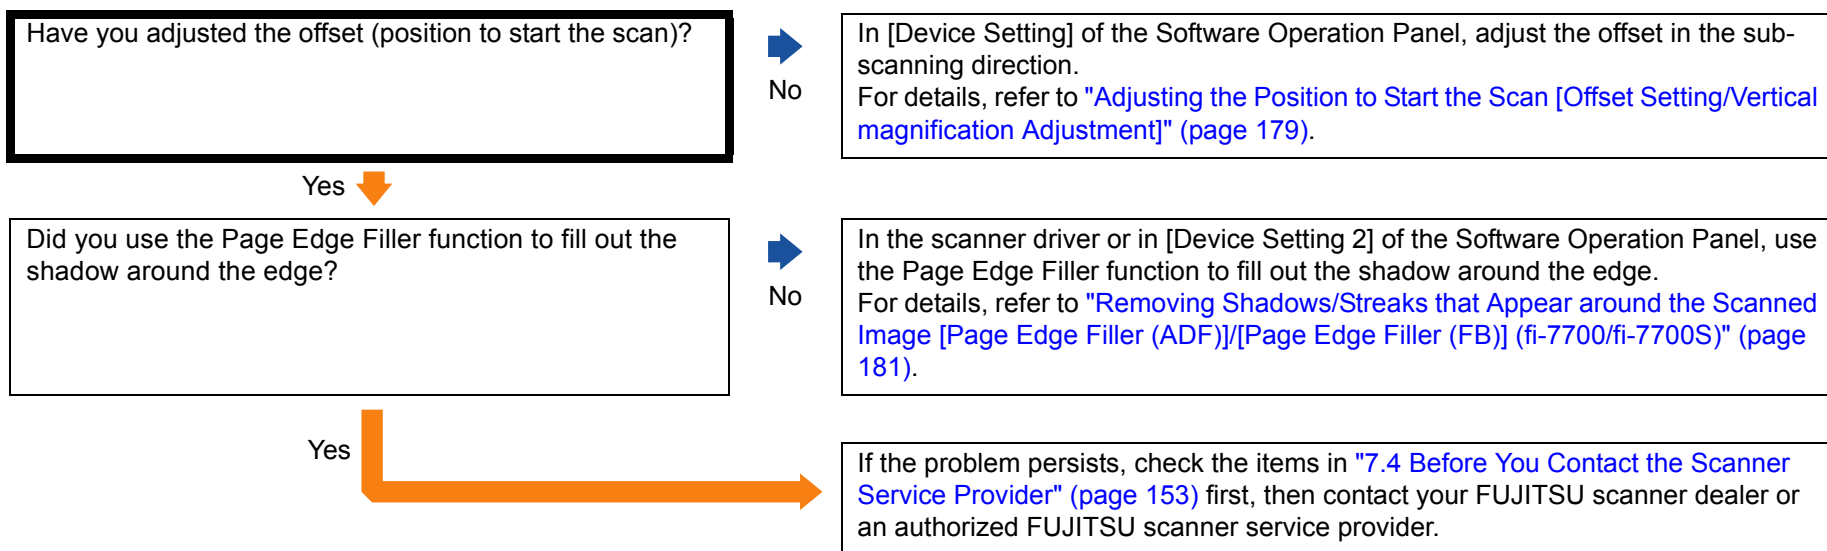 Have you adjusted the offset (position to start the scan)?
No
In [Device Setting] of the Software Operation Panel, adjust the offset in the sub-
scanning direction.
For details, refer to "Adjusting the Position to Start the Scan [Offset Setting/Vertical
magnification Adjustment]" (page 179).
Yes
Did you use the Page Edge Filler function to fill out the
shadow around the edge?
No
In the scanner driver or in [Device Setting 2] of the Software Operation Panel, use
the Page Edge Filler function to fill out the shadow around the edge.
For details, refer to "Removing Shadows/Streaks that Appear around the Scanned
Image [Page Edge Filler (ADF)]/[Page Edge Filler (FB)] (fi-7700/fi-7700S)" (page
181).
Yes
If the problem persists, check the items in "7.4 Before You Contact the Scanner
Service Provider" (page 153) first, then contact your FUJITSU scanner dealer or
an authorized FUJITSU scanner service provider.